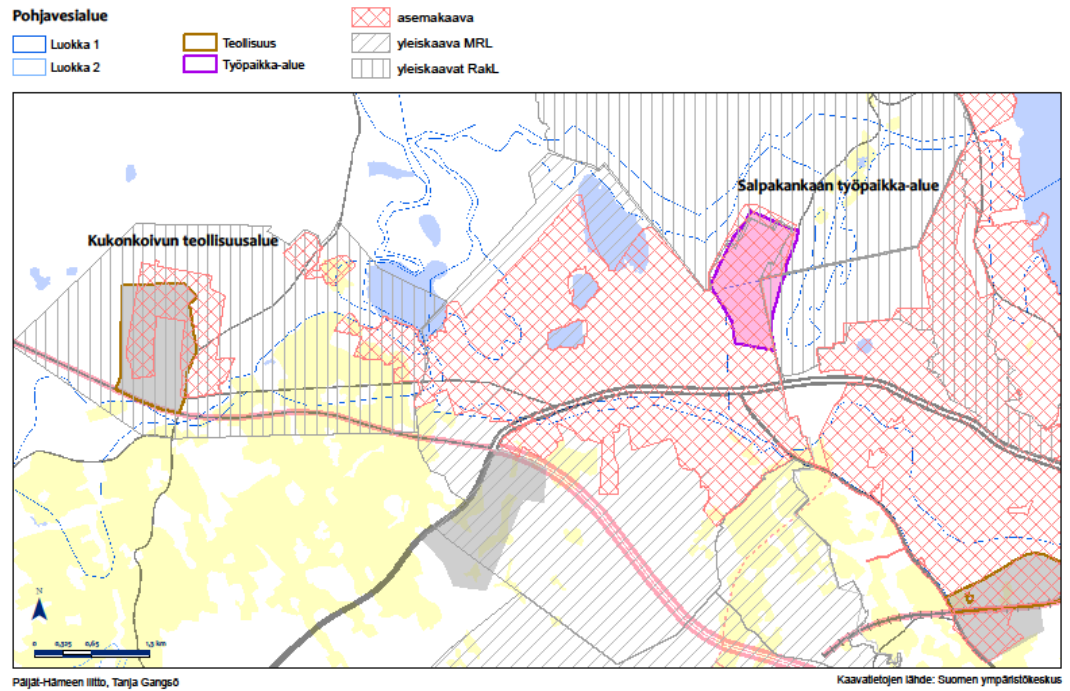 Pohjavesialue
Luokka 1
Luokka 2
Teollisuus
Työpaikka-alue
asemakaava
yleiskaava MRL
yleiskaavat RakL
Salpakankaan työpaikka-alue
Kukonkoivun teollisuusalue
N
0 0,325 0,65 1,3 km
Päijät-Hämeen liitto, Tanja Gangsö
Kaavatietojen lähde: Suomen ympäristökeskus